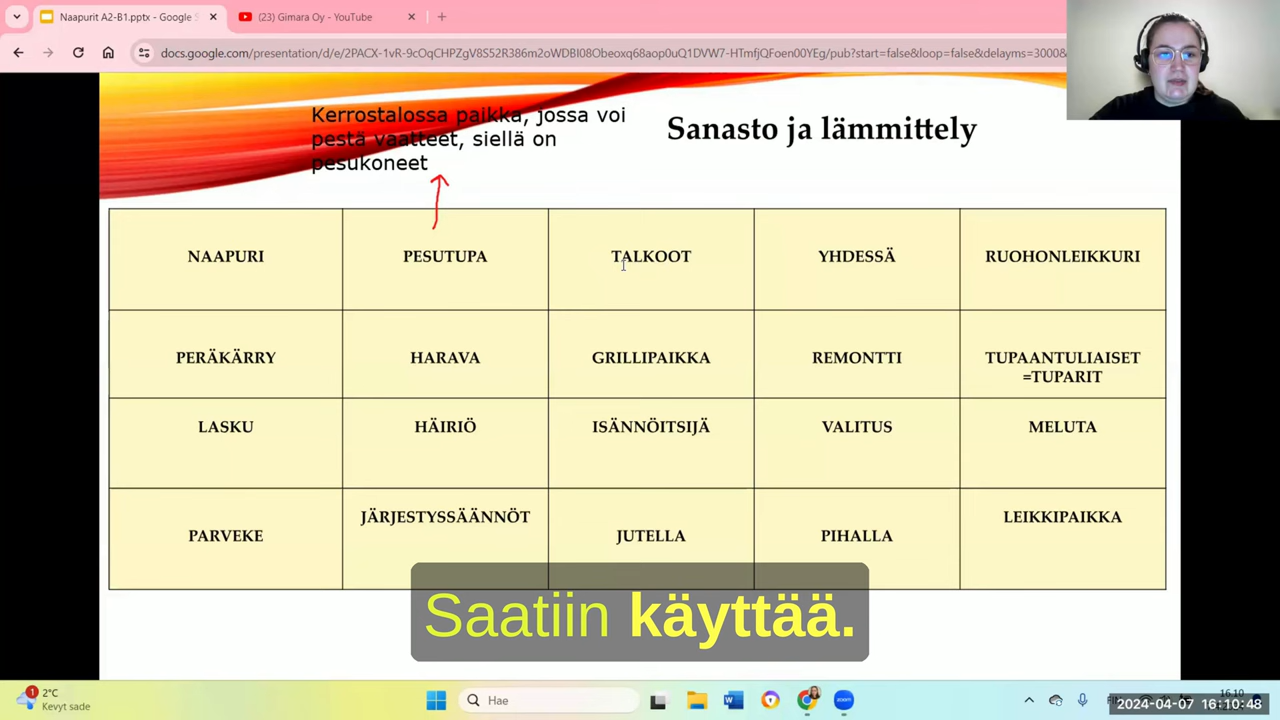 Naapurit A2-B1.pptx - Google S
(23) Gimara Oy - YouTube
docs.google.com/presentation/d/e/2PACX-1vR-9cOqCHPZgV8S52R386m2oWDBI08Obeoxq68aop0uQ1DVW7-HTmfjQFoen00YEg/pub?start=false&loop=false&delayms=3000&
Kerrostalossa paikka, jossa voi
pestä vaatteet, siellä on
pesukoneet
Sanasto ja lämmittely
NAAPURI PESUTUPA TALKOOT YHDESSÄ RUOHONLEIKKURI
PERÄKÄRRY HARAVA GRILLIPAIKKA REMONTTI TUPAANTULIAISET
=TUPARIT
LASKU HÄIRIÖ ISÄNNÖITSIJÄ VALITUS MELUTA
PARVEKE JÄRJESTYSSÄÄNNÖT JUTELLA PIHALLA LEIKKIPAIKKA
Saatiin käyttää.
1
2°C
Kevyt sade
Hae
16.10
2024-04-07 16:10:48